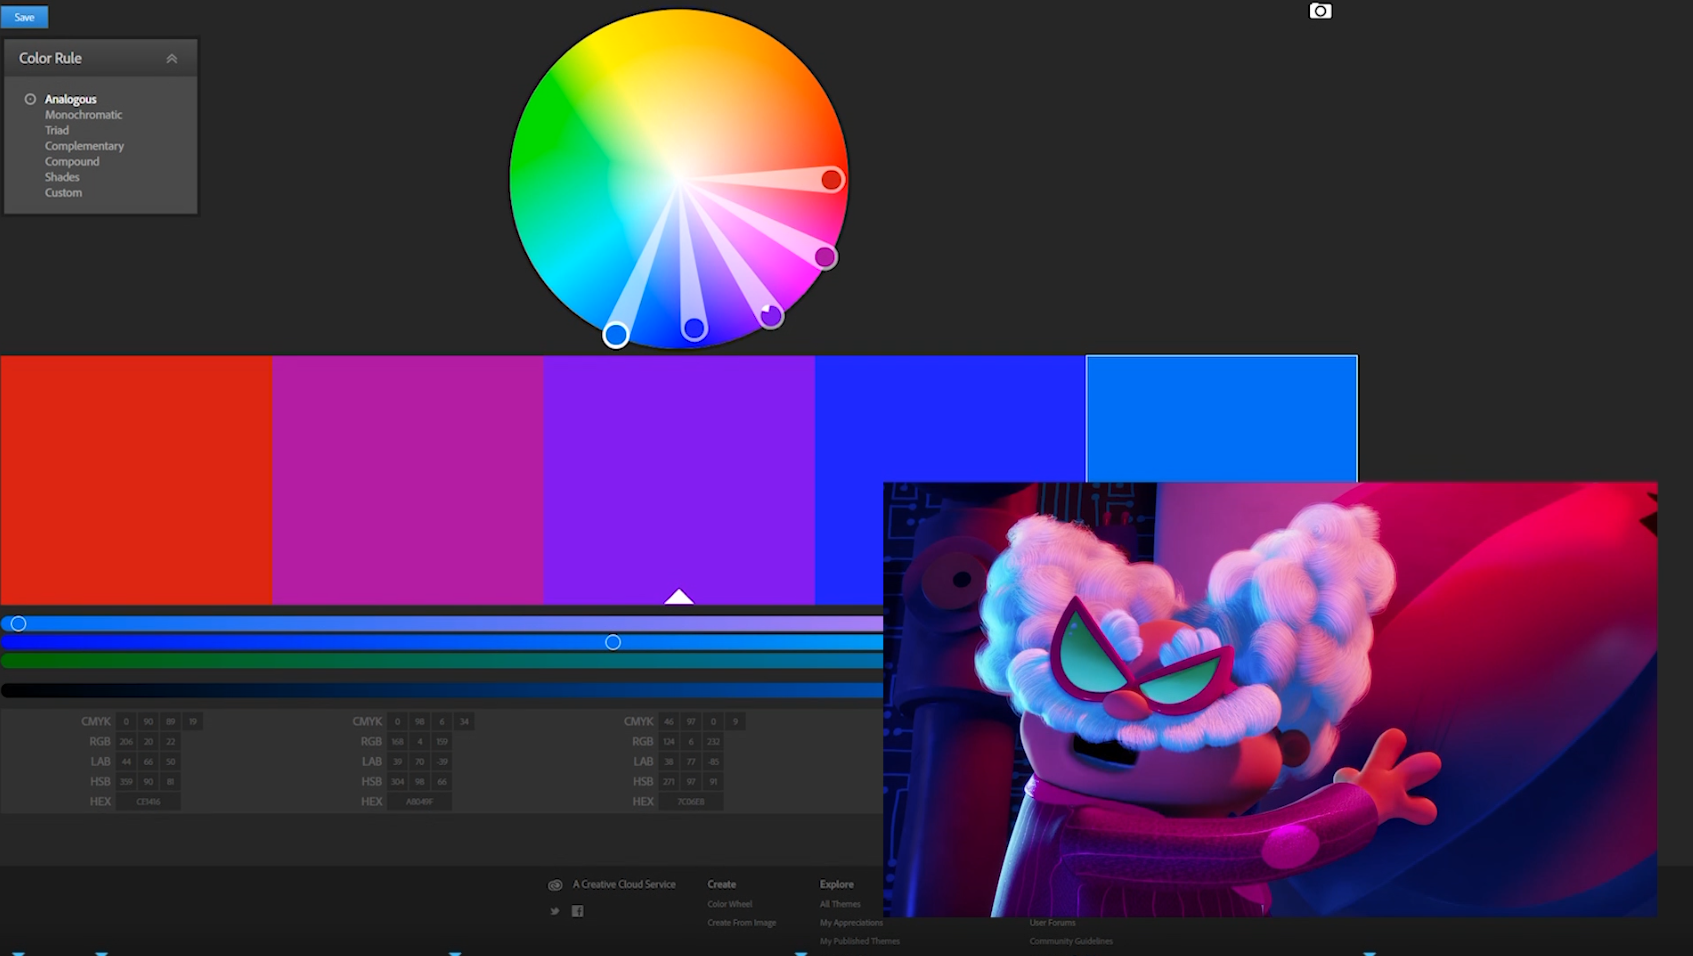 Save
Color Rule
Analogous
Monochromatic
Triad
Complementary
Compound
Shades
Custom
CMYK 0 90 89 19
RGB 206 20 22
LAB 44 66 50
HSB 359 90 81
HEX CF1416
CMYK 0 98 6 34
RGB 168 4 159
LAB 39 70 -39
HSB 304 98 66
HEX A8049F
CMYK 46 97 0 9
RGB 124 6 232
LAB 38 77 -85
HSB 271 97 91
HEX 7C06E8
A Creative Cloud Service
Create
Color Wheel
Create From Image
Explore
All Themes
My Appreciations
My Published Themes
User Forums
Community Guidelines